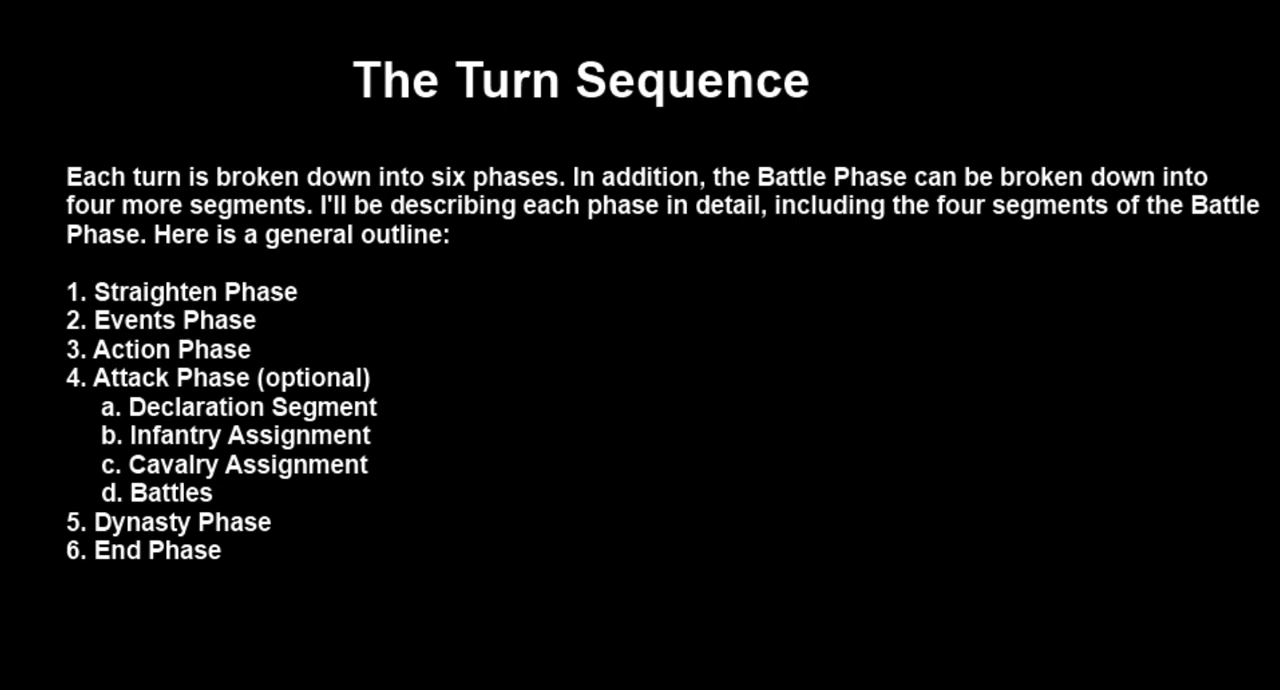 The Turn Sequence
Each turn is broken down into six phases. In addition, the Battle Phase can be broken down into
four more segments. I'll be describing each phase in detail, including the four segments of the Battle
Phase. Here is a general outline:
1. Straighten Phase
2. Events Phase
3. Action Phase
4. Attack Phase (optional)
a. Declaration Segment
b. Infantry Assignment
c. Cavalry Assignment
d. Battles
5. Dynasty Phase
6. End Phase